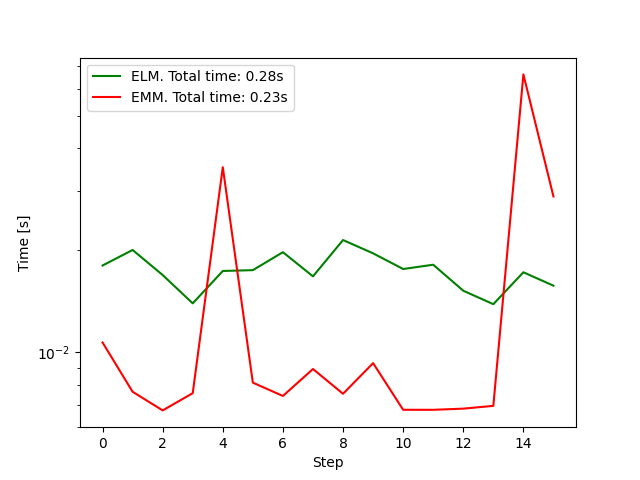 ELM. Total time: 0.28s
EMM. Total time: 0.23s
Time [s]
10⁻²
0 2 4 6 8 10 12 14
Step